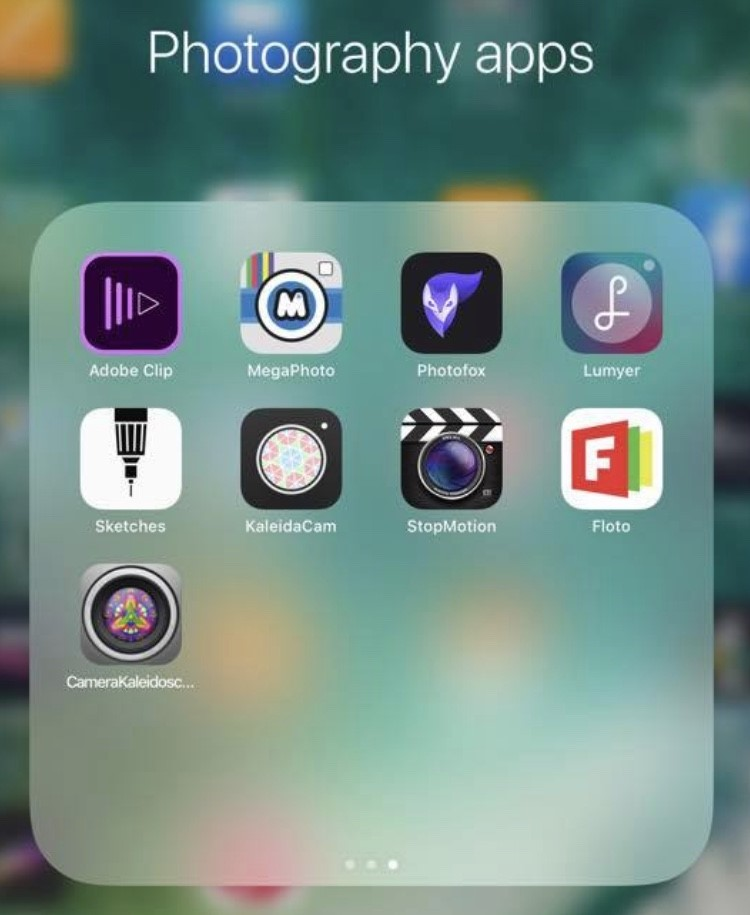 Photography apps
Adobe Clip
MegaPhoto
Photofox
Lumyer
Sketches
KaleidaCam
StopMotion
Floto
CameraKaleidosc...